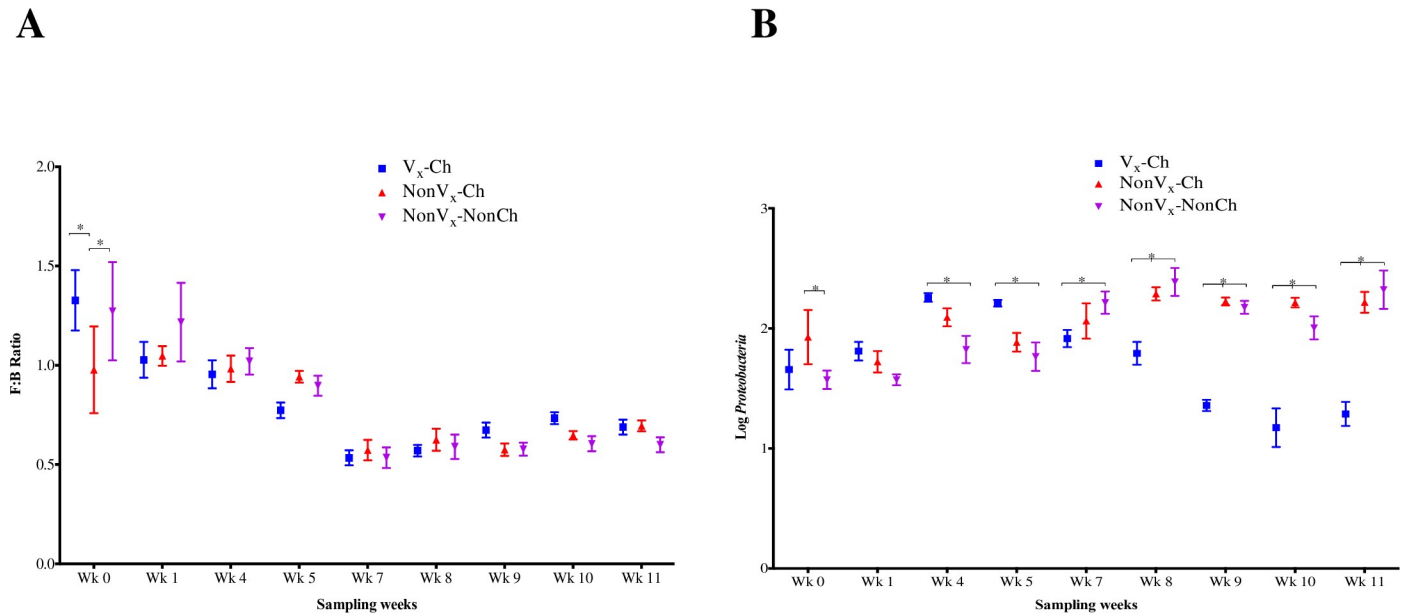 A
B
Vₓ-Ch
NonVₓ-Ch
NonVₓ-NonCh
2.0
1.5
1.0
0.5
0.0
F:B Ratio
* *
Wk 0 Wk 1 Wk 4 Wk 5 Wk 7 Wk 8 Wk 9 Wk 10 Wk 11
Sampling weeks
Vₓ-Ch
NonVₓ-Ch
NonVₓ-NonCh
3
2
1
0
Log Proteobacteria
* * * * * * * *
Wk 0 Wk 1 Wk 4 Wk 5 Wk 7 Wk 8 Wk 9 Wk 10 Wk 11
Sampling weeks